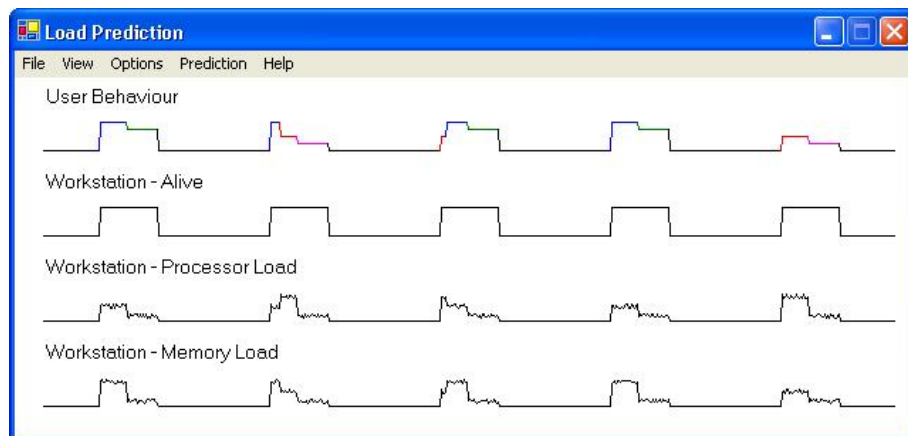 Load Prediction
File View Options Prediction Help
User Behaviour
Workstation - Alive
Workstation - Processor Load
Workstation - Memory Load